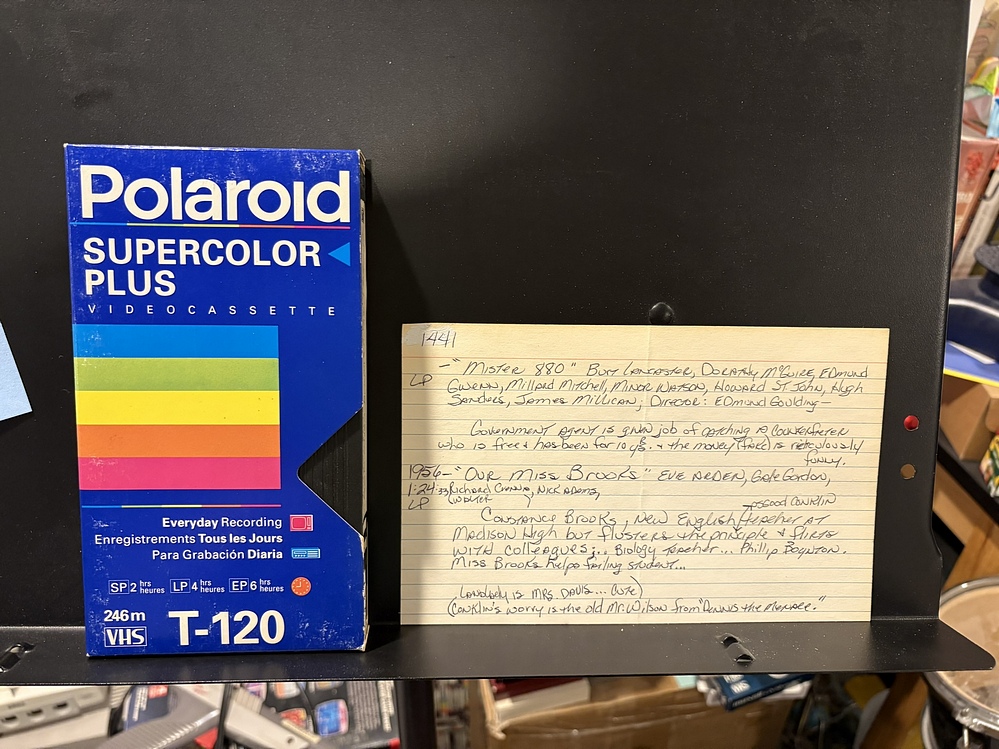 Polaroid
SUPERCOLOR
PLUS
VIDEOCASSETTE
Everyday Recording
Enregistrements Tous les Jours
Para Grabación Diaria
SP 2 hrs heures LP 4 hrs heures EP 6 hrs heures
246 m
VHS T-120
1441
- "Mister 880" Burt Lancaster, Dorothy McGuire, Edmund
LP Gwenn, Millard Mitchell, Minor Watson, Howard St John, Hugh
Sanders, James Millican; Director: Edmund Goulding -
Government agent is given job of catching a counterfeiter
who is free & has been for 10 yrs. & the money (fake) is
funny.
1956 - "Our Miss Brooks" Eve Arden, Gale Gordon,
1:24:33 Richard Crenna, Nick Adams,
LP Walter
Osgood Conklin
Constance Brooks, new English teacher at
Madison High but flusters the principle & flirts
with colleagues;.. Biology teacher... Phillip Boynton.
Miss Brooks helps failing student...
(Landlady is Mrs. Davis... cute)
(Conklin's worry is the old Mr. Wilson from "Dennis the Menace."